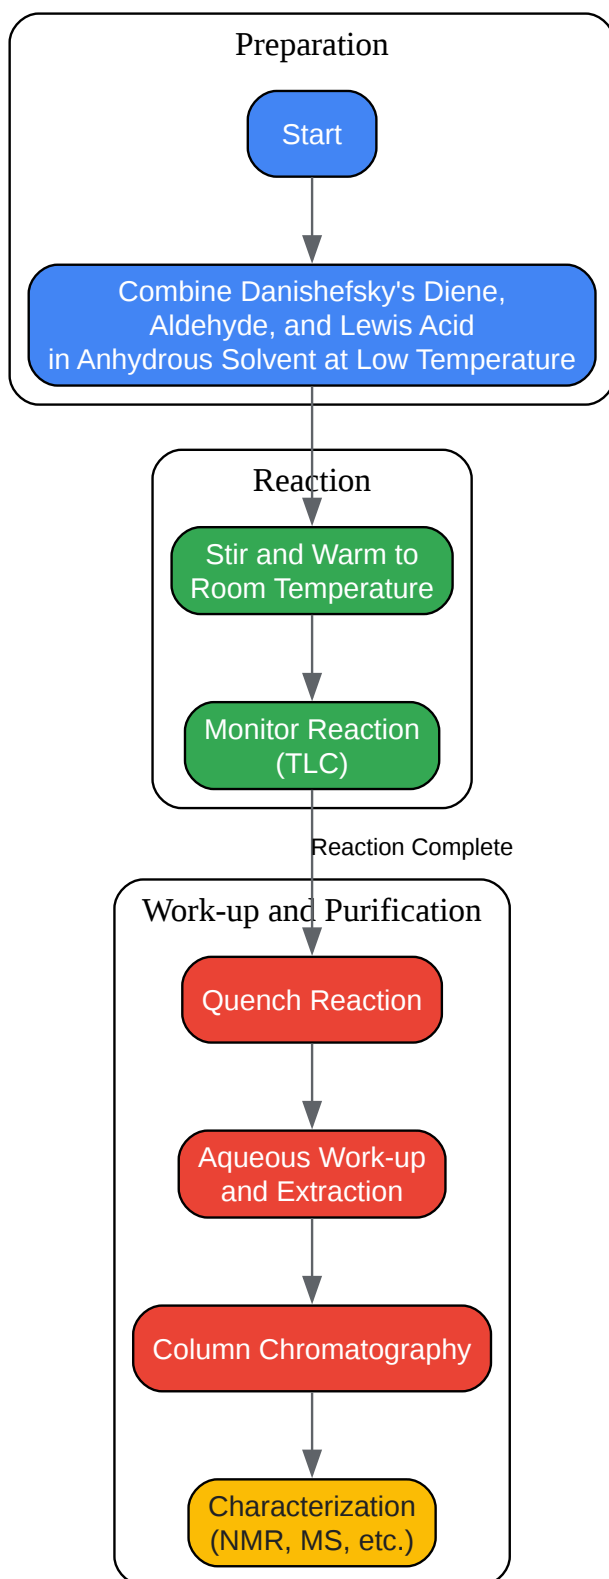 Preparation
Start
Combine Danishefsky's Diene,
Aldehyde, and Lewis Acid
in Anhydrous Solvent at Low Temperature
Reaction
Stir and Warm to
Room Temperature
Monitor Reaction
(TLC)
Reaction Complete
Work-up and Purification
Quench Reaction
Aqueous Work-up
and Extraction
Column Chromatography
Characterization
(NMR, MS, etc.)